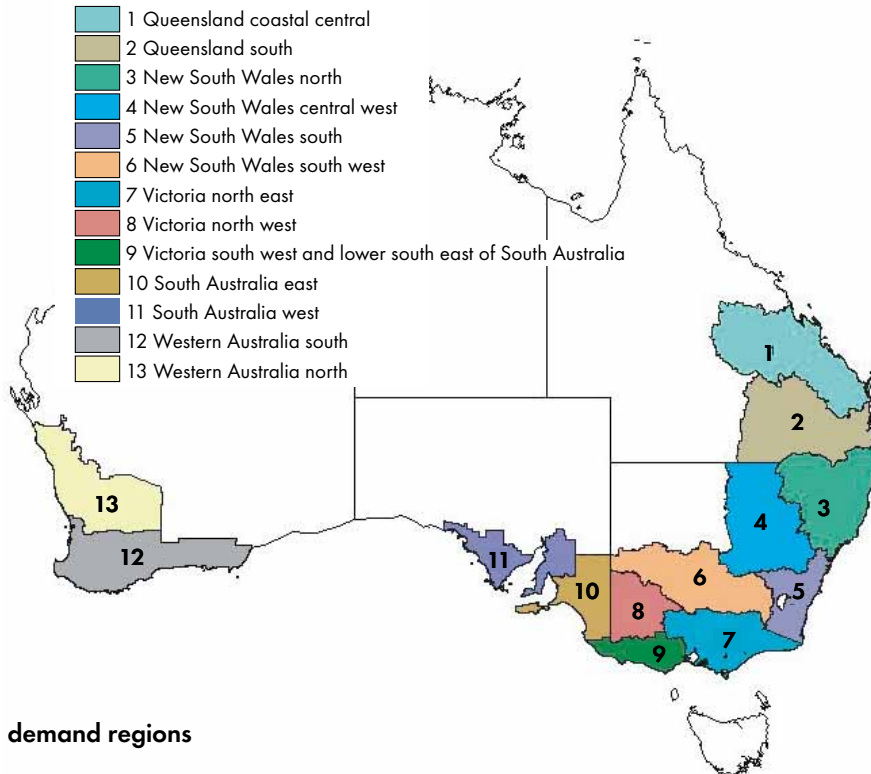 1 Queensland coastal central
2 Queensland south
3 New South Wales north
4 New South Wales central west
5 New South Wales south
6 New South Wales south west
7 Victoria north east
8 Victoria north west
9 Victoria south west and lower south east of South Australia
10 South Australia east
11 South Australia west
12 Western Australia south
13 Western Australia north
1
2
13
3
4
12
11
10
6
5
8
7
9
demand regions